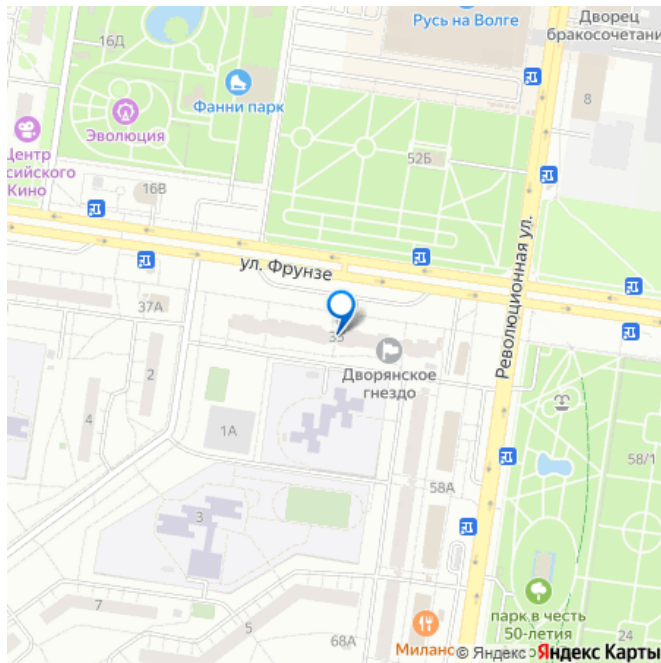 Русь на Волге
Дворец
бракосочетани
16Д
8
Фанни парк
Эволюция
Центр
сийского
Кино
52Б
16В
ул. Фрунзе
Революционная ул.
37А
33
Дворянское
гнездо
2
4
1А
58/1
58А
3
парк в честь
50-летия
7
5
68А
24
Миланс
© Яндекс
Яндекс Карты